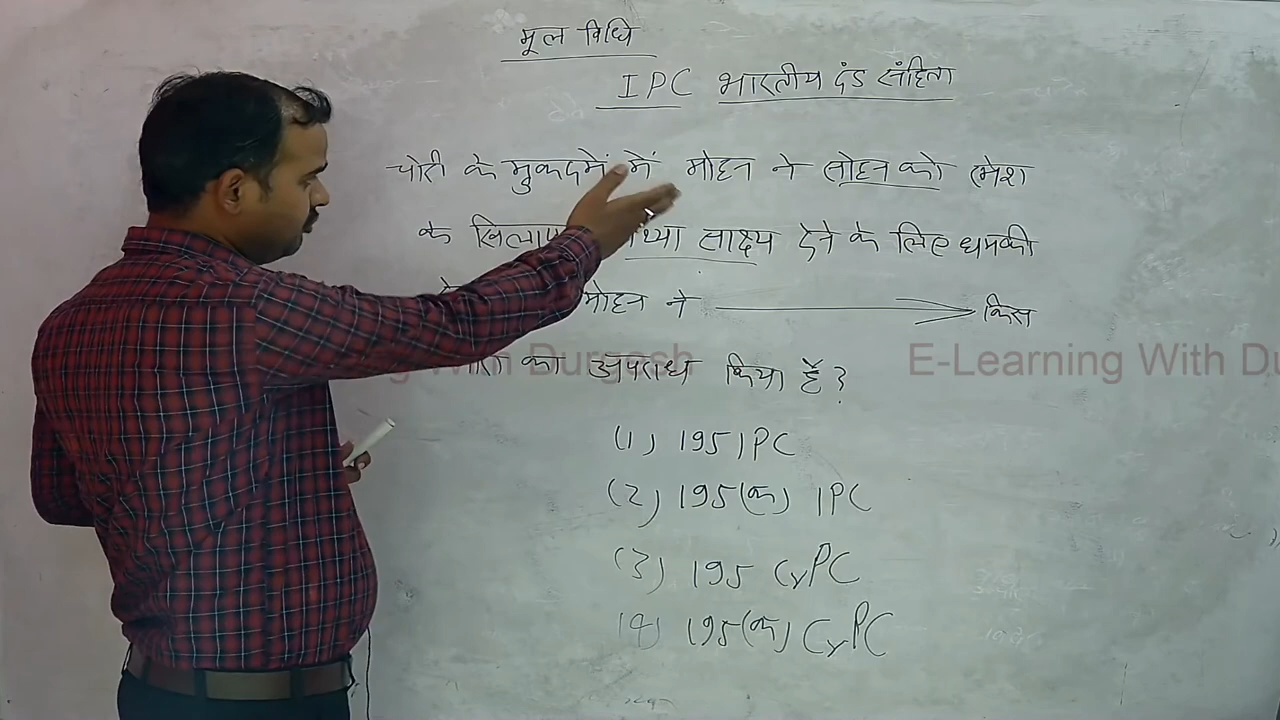 मूल विधि
IPC भारतीय दंड संहिता
चोरी के मुकदमें में मोहन ने सोहन को रमेश
के साक्ष्य देने के लिए धमकी
मोहन ने किस
का अपराध किया है?
(1) 195 IPC
(2) 195(क) IPC
(3) 195 CrPC
(4) 195(क) CrPC
E-Learning With Du